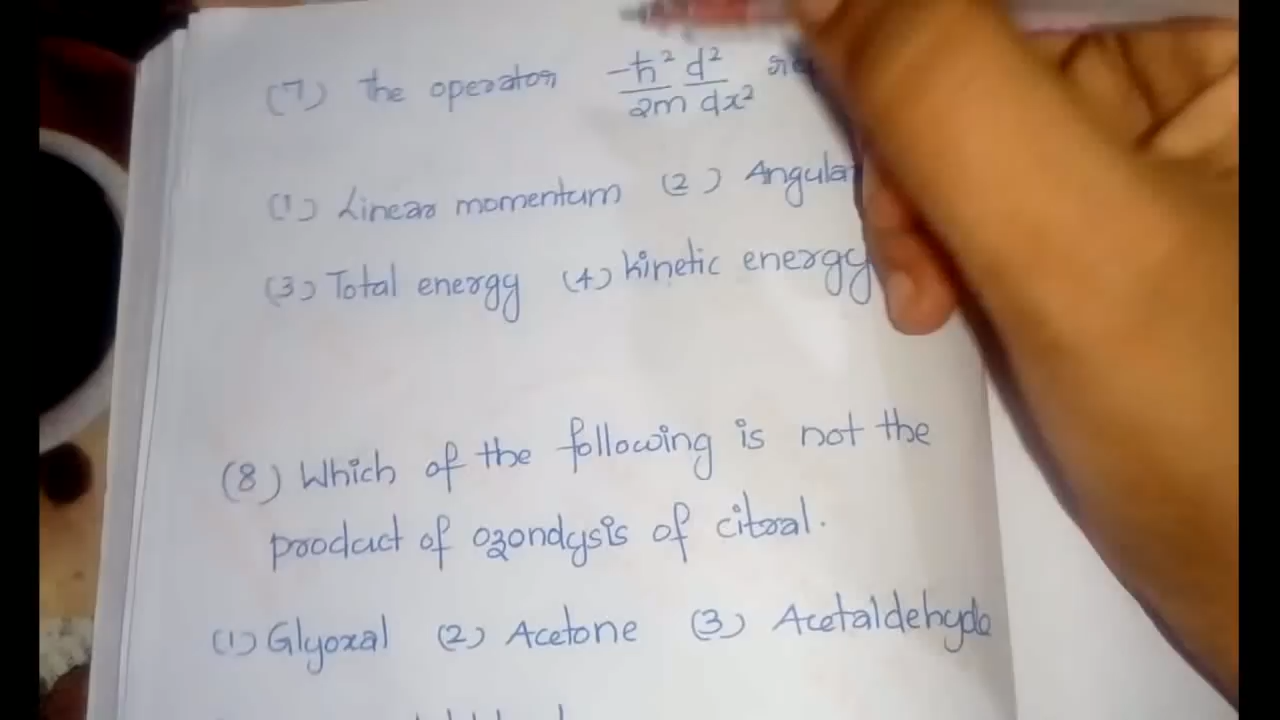 (7) the operator -ħ²/2m d²/dx²
(1) Linear momentum (2) Angular
(3) Total energy (4) kinetic energy
(8) Which of the following is not the
product of ozondysis of citral.
(1) Glyoxal (2) Acetone (3) Acetaldehyde